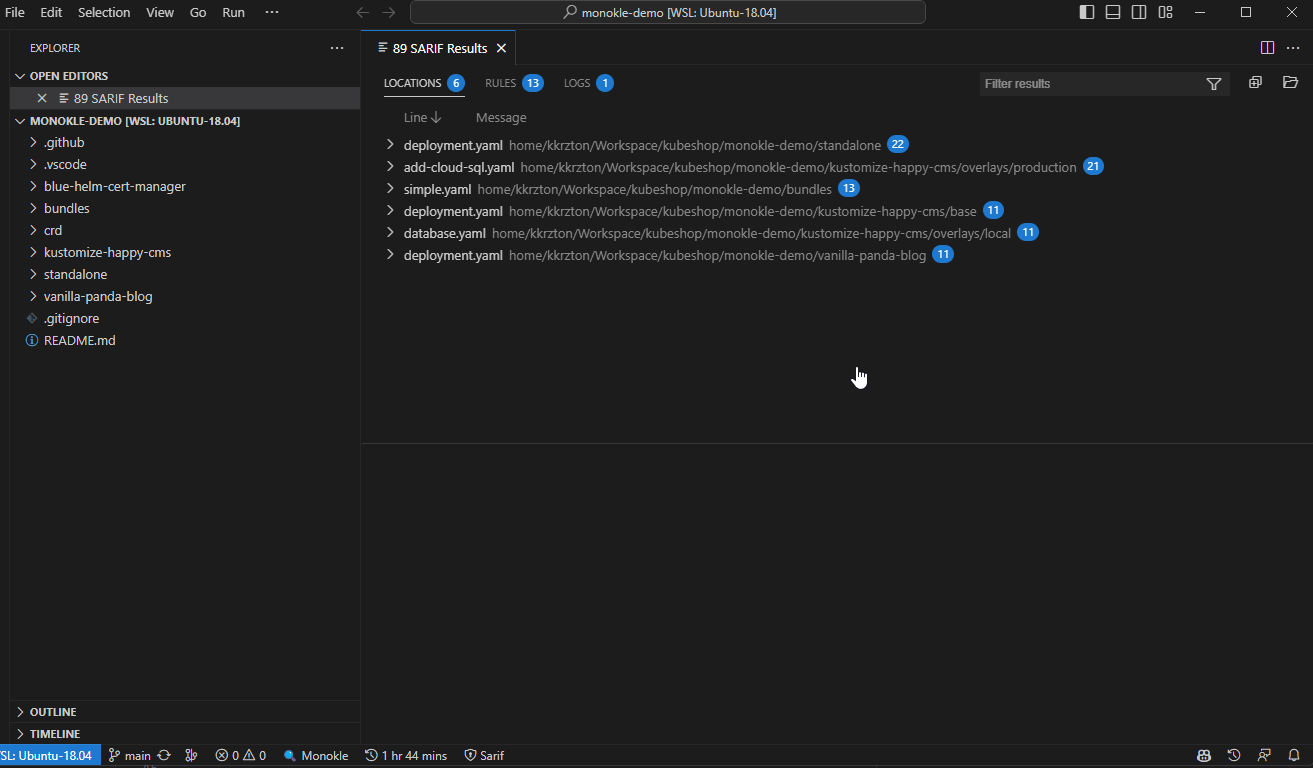 File Edit Selection View Go Run ··· monokle-demo [WSL: Ubuntu-18.04]
EXPLORER ···
OPEN EDITORS
89 SARIF Results
MONOKLE-DEMO [WSL: UBUNTU-18.04]
.github
.vscode
blue-helm-cert-manager
bundles
crd
kustomize-happy-cms
standalone
vanilla-panda-blog
.gitignore
README.md
OUTLINE
TIMELINE
89 SARIF Results
LOCATIONS 6 RULES 13 LOGS 1 Filter results
Line Message
deployment.yaml home/kkrzton/Workspace/kubeshop/monokle-demo/standalone 22
add-cloud-sql.yaml home/kkrzton/Workspace/kubeshop/monokle-demo/kustomize-happy-cms/overlays/production 21
simple.yaml home/kkrzton/Workspace/kubeshop/monokle-demo/bundles 13
deployment.yaml home/kkrzton/Workspace/kubeshop/monokle-demo/kustomize-happy-cms/base 11
database.yaml home/kkrzton/Workspace/kubeshop/monokle-demo/kustomize-happy-cms/overlays/local 11
deployment.yaml home/kkrzton/Workspace/kubeshop/monokle-demo/vanilla-panda-blog 11
SL: Ubuntu-18.04 main 0 0 Monokle 1 hr 44 mins Sarif